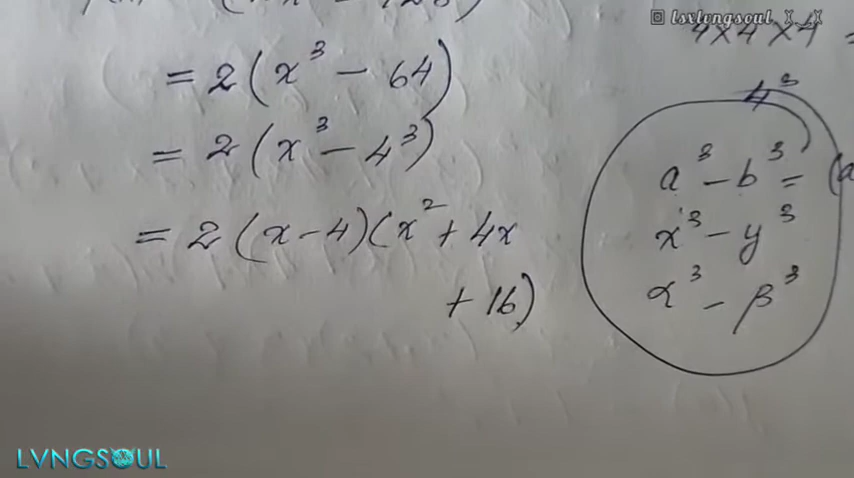 lsxlvngsoul
4×4×4 =
4³
= 2(x³ − 64)
= 2(x³ − 4³)
= 2(x−4)(x² + 4x
+ 16)
a³ − b³ = (a
x³ − y³
α³ − β³
LVNGSOUL